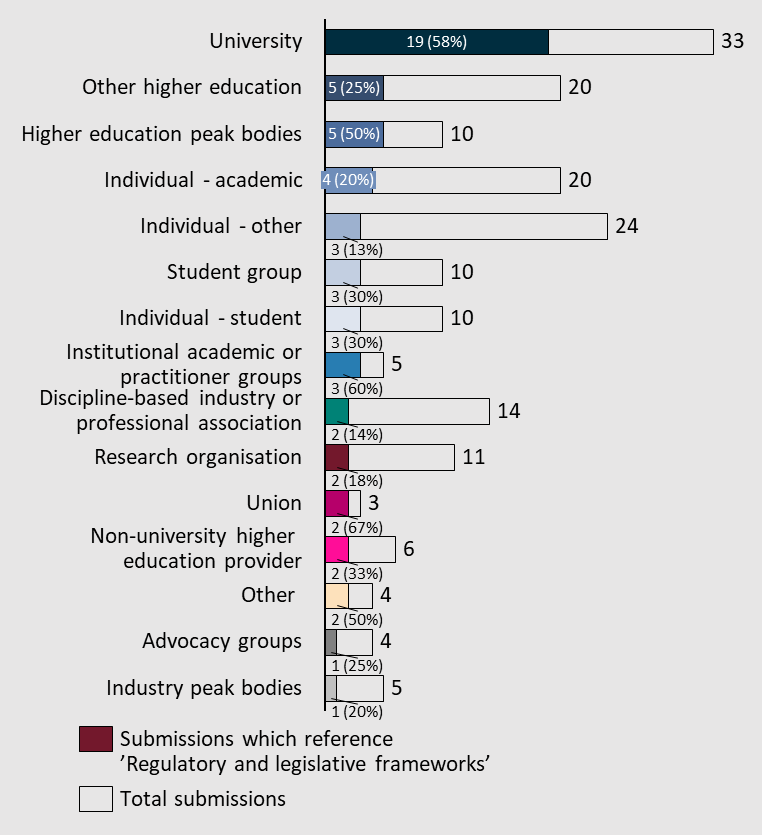 University 19 (58%) 33
Other higher education 5 (25%) 20
Higher education peak bodies 5 (50%) 10
Individual - academic 4 (20%) 20
Individual - other 24
3 (13%)
Student group 10
3 (30%)
Individual - student 10
3 (30%)
Institutional academic or
practitioner groups 5
3 (60%)
Discipline-based industry or
professional association 14
2 (14%)
Research organisation 11
2 (18%)
Union 3
2 (67%)
Non-university higher
education provider 6
2 (33%)
Other 4
2 (50%)
Advocacy groups 4
1 (25%)
Industry peak bodies 5
1 (20%)
Submissions which reference
’Regulatory and legislative frameworks’
Total submissions